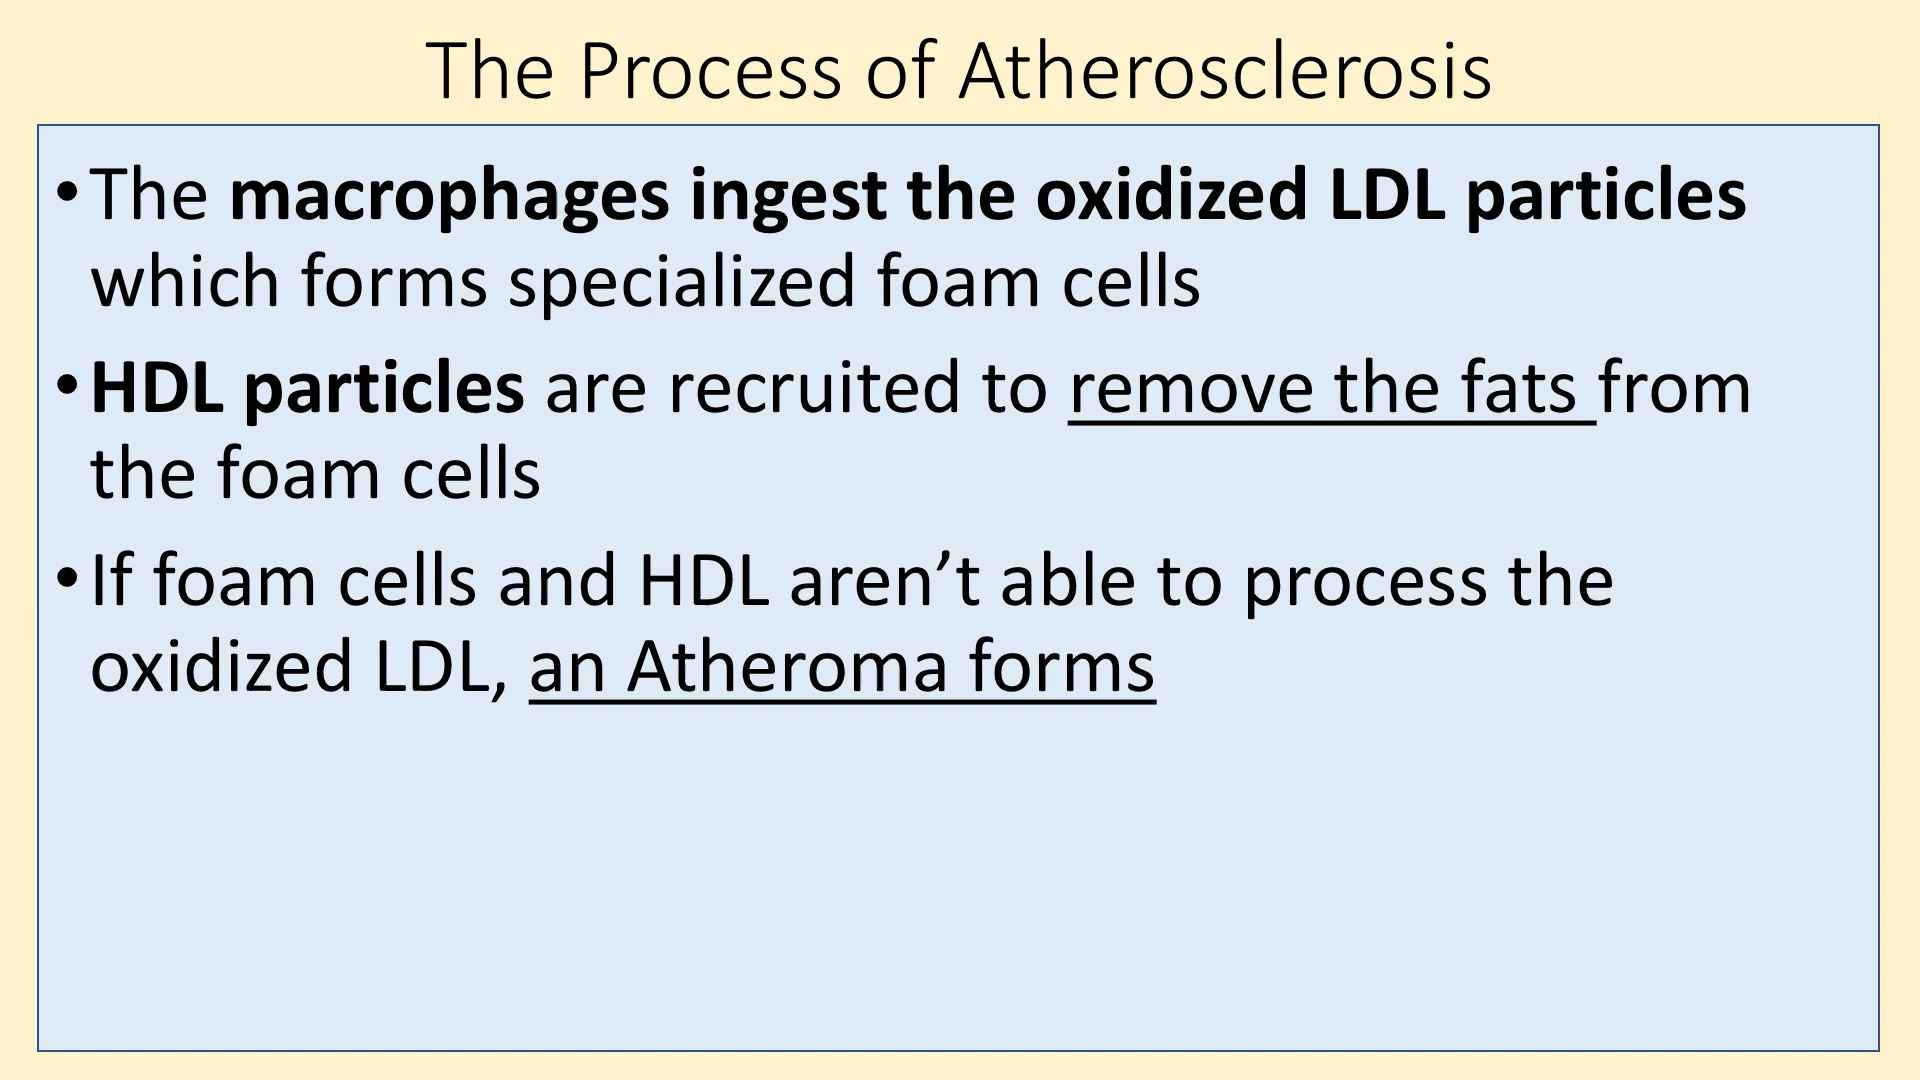 The Process of Atherosclerosis
•The macrophages ingest the oxidized LDL particles
which forms specialized foam cells
•HDL particles are recruited to remove the fats from
the foam cells
•If foam cells and HDL aren’t able to process the
oxidized LDL, an Atheroma forms